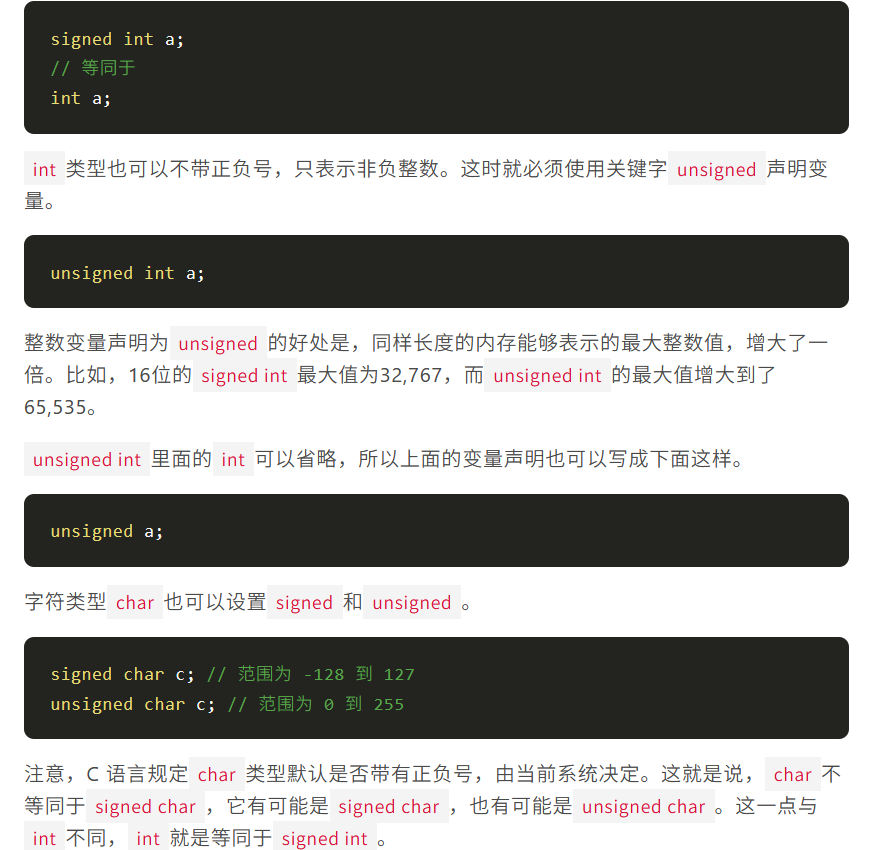 signed int a;
// 等同于
int a;
int 类型也可以不带正负号，只表示非负整数。这时就必须使用关键字 unsigned 声明变
量。
unsigned int a;
整数变量声明为 unsigned 的好处是，同样长度的内存能够表示的最大整数值，增大了一
倍。比如，16位的 signed int 最大值为32,767，而 unsigned int 的最大值增大到了
65,535。
unsigned int 里面的 int 可以省略，所以上面的变量声明也可以写成下面这样。
unsigned a;
字符类型 char 也可以设置 signed 和 unsigned 。
signed char c; // 范围为 -128 到 127
unsigned char c; // 范围为 0 到 255
注意，C 语言规定 char 类型默认是否带有正负号，由当前系统决定。这就是说， char 不
等同于 signed char ，它有可能是 signed char ，也有可能是 unsigned char 。这一点与
int 不同， int 就是等同于 signed int 。